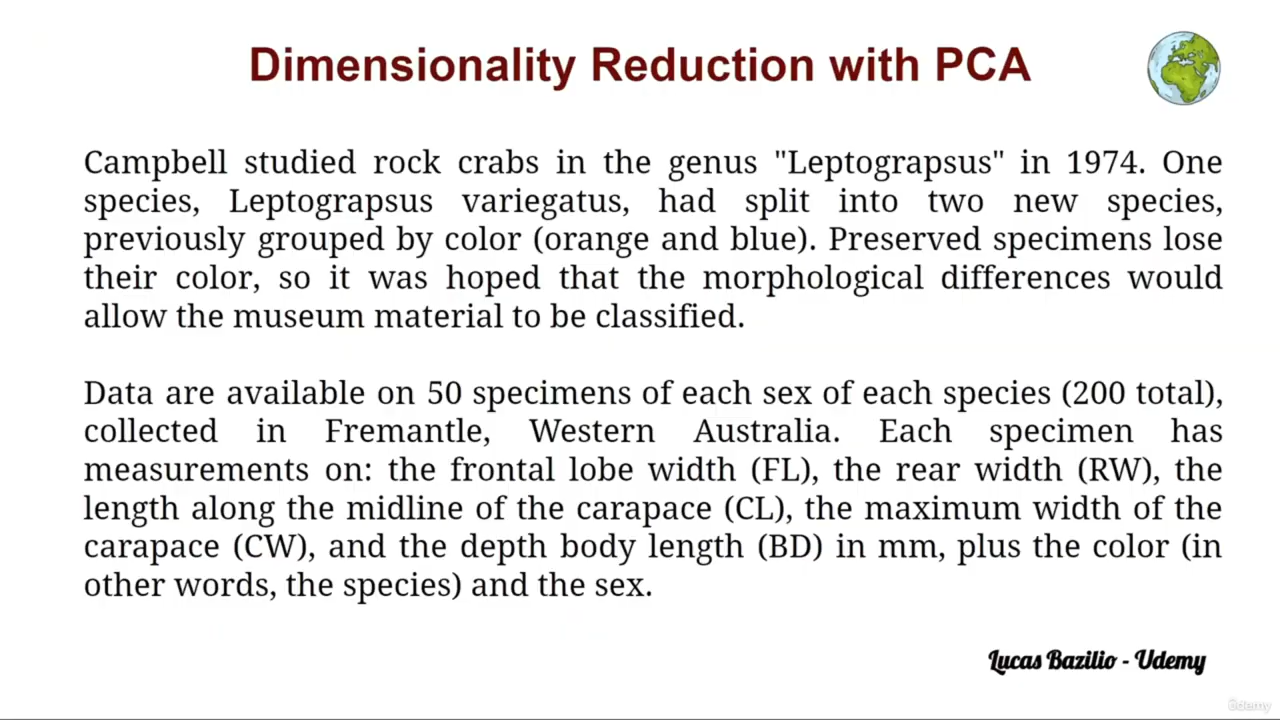 Dimensionality Reduction with PCA
Campbell studied rock crabs in the genus "Leptograpsus" in 1974. One
species, Leptograpsus variegatus, had split into two new species,
previously grouped by color (orange and blue). Preserved specimens lose
their color, so it was hoped that the morphological differences would
allow the museum material to be classified.
Data are available on 50 specimens of each sex of each species (200 total),
collected in Fremantle, Western Australia. Each specimen has
measurements on: the frontal lobe width (FL), the rear width (RW), the
length along the midline of the carapace (CL), the maximum width of the
carapace (CW), and the depth body length (BD) in mm, plus the color (in
other words, the species) and the sex.
Lucas Bazilio - Udemy
ûdemy